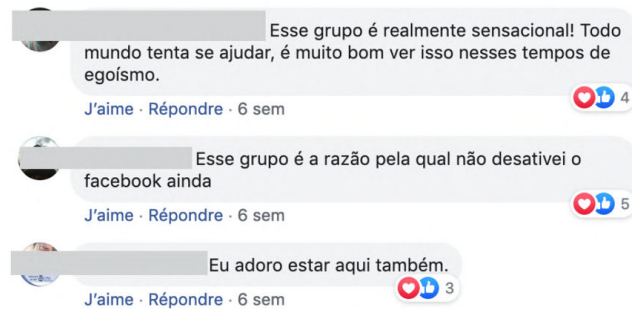 Esse grupo é realmente sensacional! Todo
mundo tenta se ajudar, é muito bom ver isso nesses tempos de
egoísmo.
J'aime · Répondre · 6 sem
4
Esse grupo é a razão pela qual não desativei o
facebook ainda
J'aime · Répondre · 6 sem
5
Eu adoro estar aqui também.
J'aime · Répondre · 6 sem
3